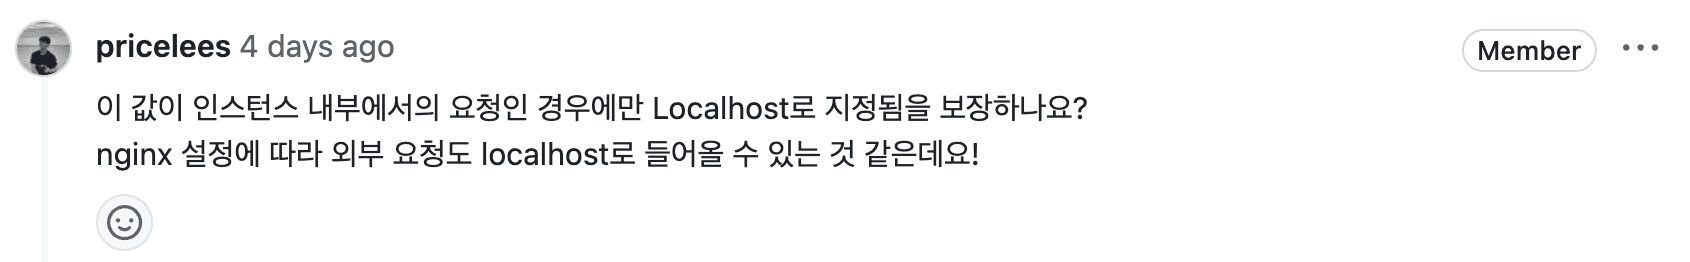 pricelees 4 days ago
Member
이 값이 인스턴스 내부에서의 요청인 경우에만 Localhost로 지정됨을 보장하나요?
nginx 설정에 따라 외부 요청도 localhost로 들어올 수 있는 것 같은데요!